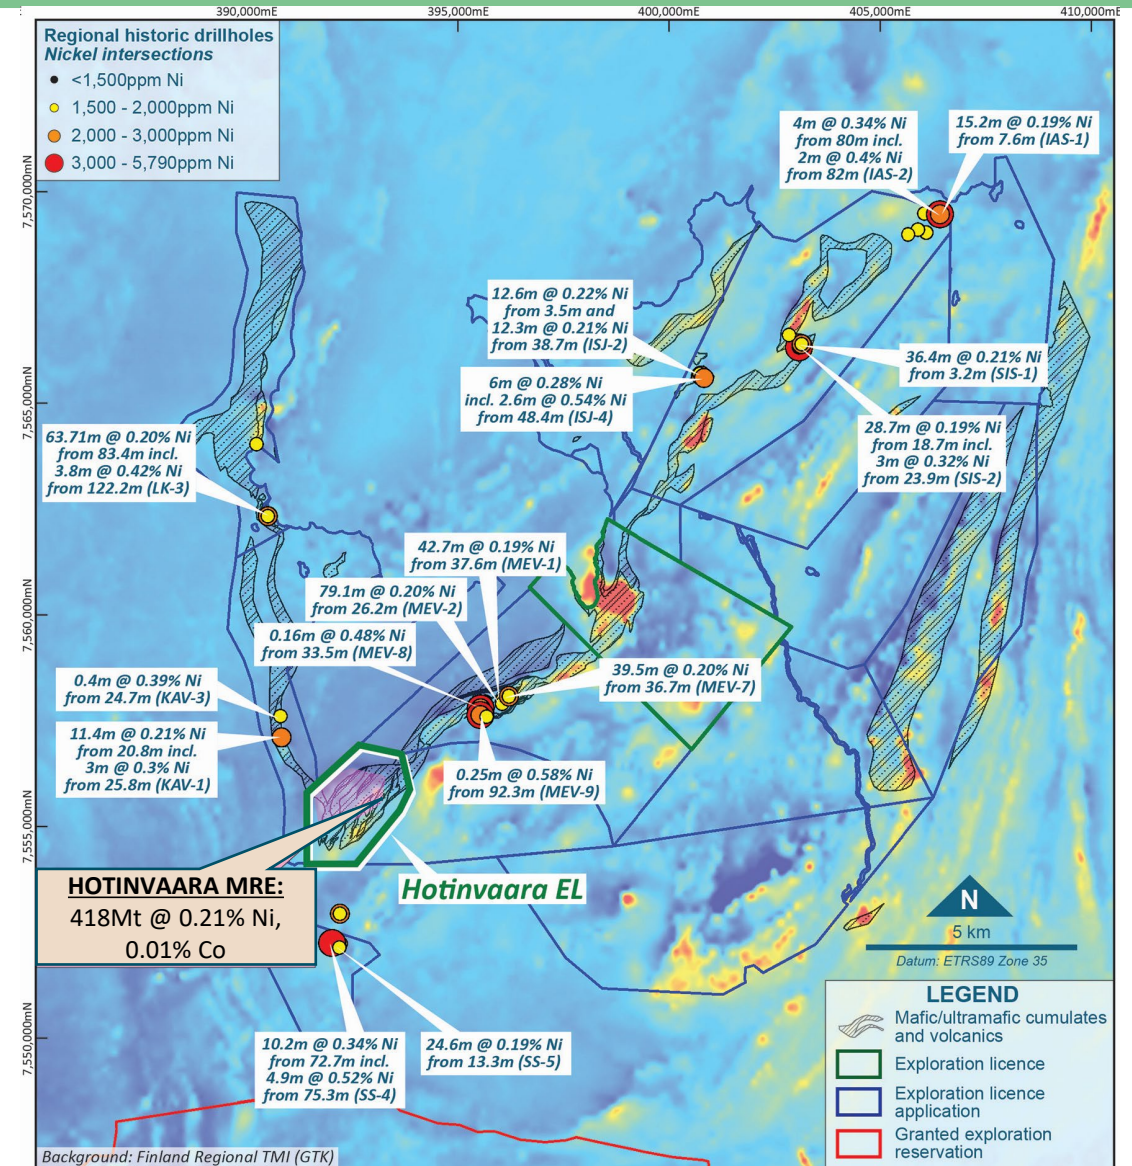 390,000mE
395,000mE
400,000mE
405,000mE
410,000mE
Regional historic drillholes
Nickel intersections
<1,500ppm Ni
1,500 - 2,000ppm Ni
2,000 - 3,000ppm Ni
3,000 - 5,790ppm Ni
7,570,000mN
7,565,000mN
7,560,000mN
7,555,000mN
7,550,000mN
4m @ 0.34% Ni
from 80m incl.
2m @ 0.4% Ni
from 82m (IAS-2)
15.2m @ 0.19% Ni
from 7.6m (IAS-1)
12.6m @ 0.22% Ni
from 3.5m and
12.3m @ 0.21% Ni
from 38.7m (ISJ-2)
6m @ 0.28% Ni
incl. 2.6m @ 0.54% Ni
from 48.4m (ISJ-4)
36.4m @ 0.21% Ni
from 3.2m (SIS-1)
28.7m @ 0.19% Ni
from 18.7m incl.
3m @ 0.32% Ni
from 23.9m (SIS-2)
63.71m @ 0.20% Ni
from 83.4m incl.
3.8m @ 0.42% Ni
from 122.2m (LK-3)
42.7m @ 0.19% Ni
from 37.6m (MEV-1)
79.1m @ 0.20% Ni
from 26.2m (MEV-2)
0.16m @ 0.48% Ni
from 33.5m (MEV-8)
39.5m @ 0.20% Ni
from 36.7m (MEV-7)
0.4m @ 0.39% Ni
from 24.7m (KAV-3)
11.4m @ 0.21% Ni
from 20.8m incl.
3m @ 0.3% Ni
from 25.8m (KAV-1)
0.25m @ 0.58% Ni
from 92.3m (MEV-9)
HOTINVAARA MRE:
418Mt @ 0.21% Ni,
0.01% Co
Hotinvaara EL
N
5 km
Datum: ETRS89 Zone 35
10.2m @ 0.34% Ni
from 72.7m incl.
4.9m @ 0.52% Ni
from 75.3m (SS-4)
24.6m @ 0.19% Ni
from 13.3m (SS-5)
LEGEND
Mafic/ultramafic cumulates
and volcanics
Exploration licence
Exploration licence
application
Granted exploration
reservation
Background: Finland Regional TMI (GTK)